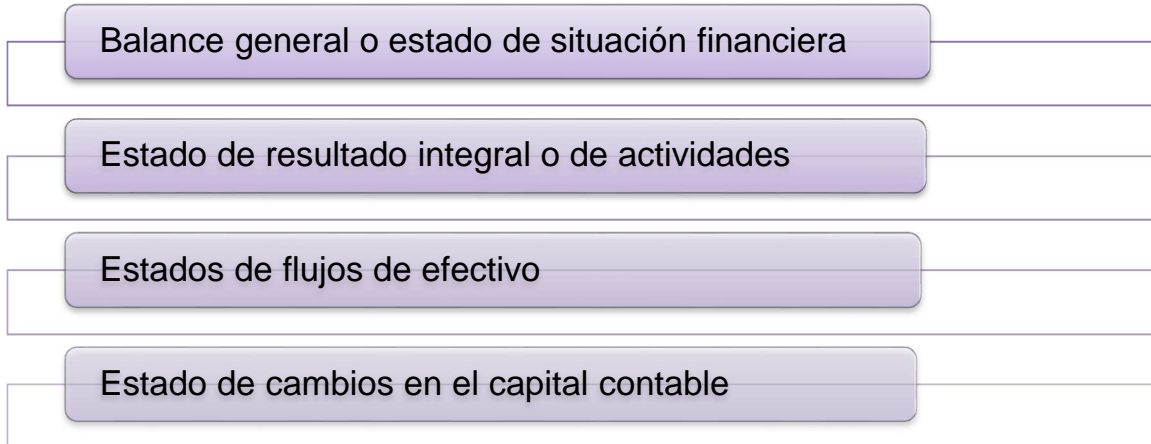 Balance general o estado de situación financiera
Estado de resultado integral o de actividades
Estados de flujos de efectivo
Estado de cambios en el capital contable